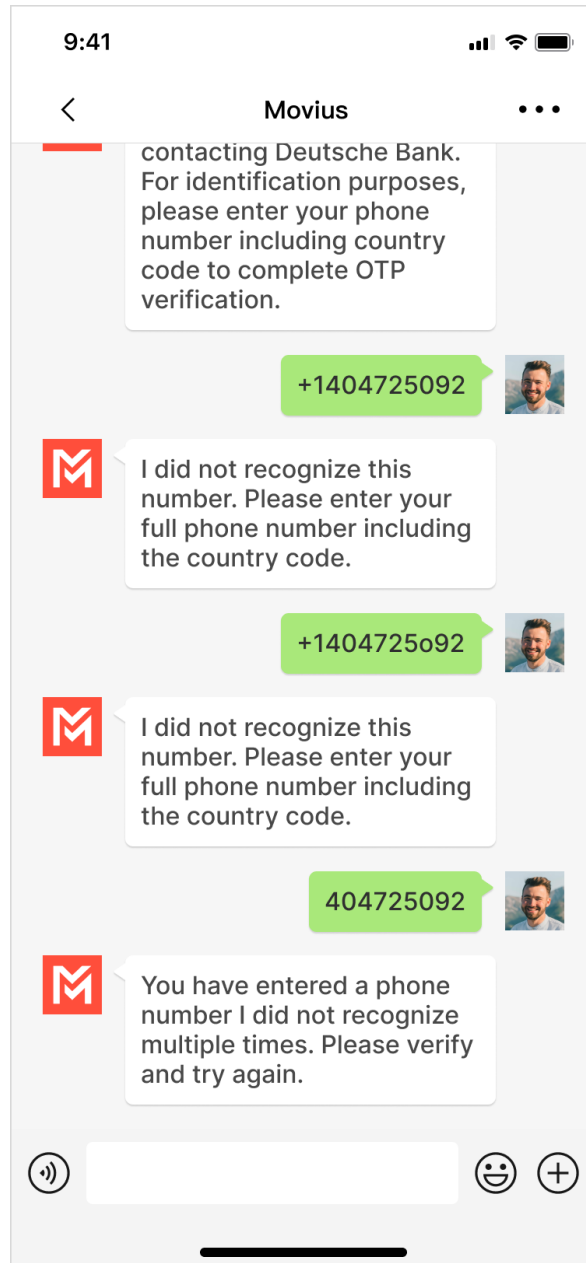 9:41
Movius
contacting Deutsche Bank.
For identification purposes,
please enter your phone
number including country
code to complete OTP
verification.
+1404725092
I did not recognize this
number. Please enter your
full phone number including
the country code.
+1404725o92
I did not recognize this
number. Please enter your
full phone number including
the country code.
404725092
You have entered a phone
number I did not recognize
multiple times. Please verify
and try again.